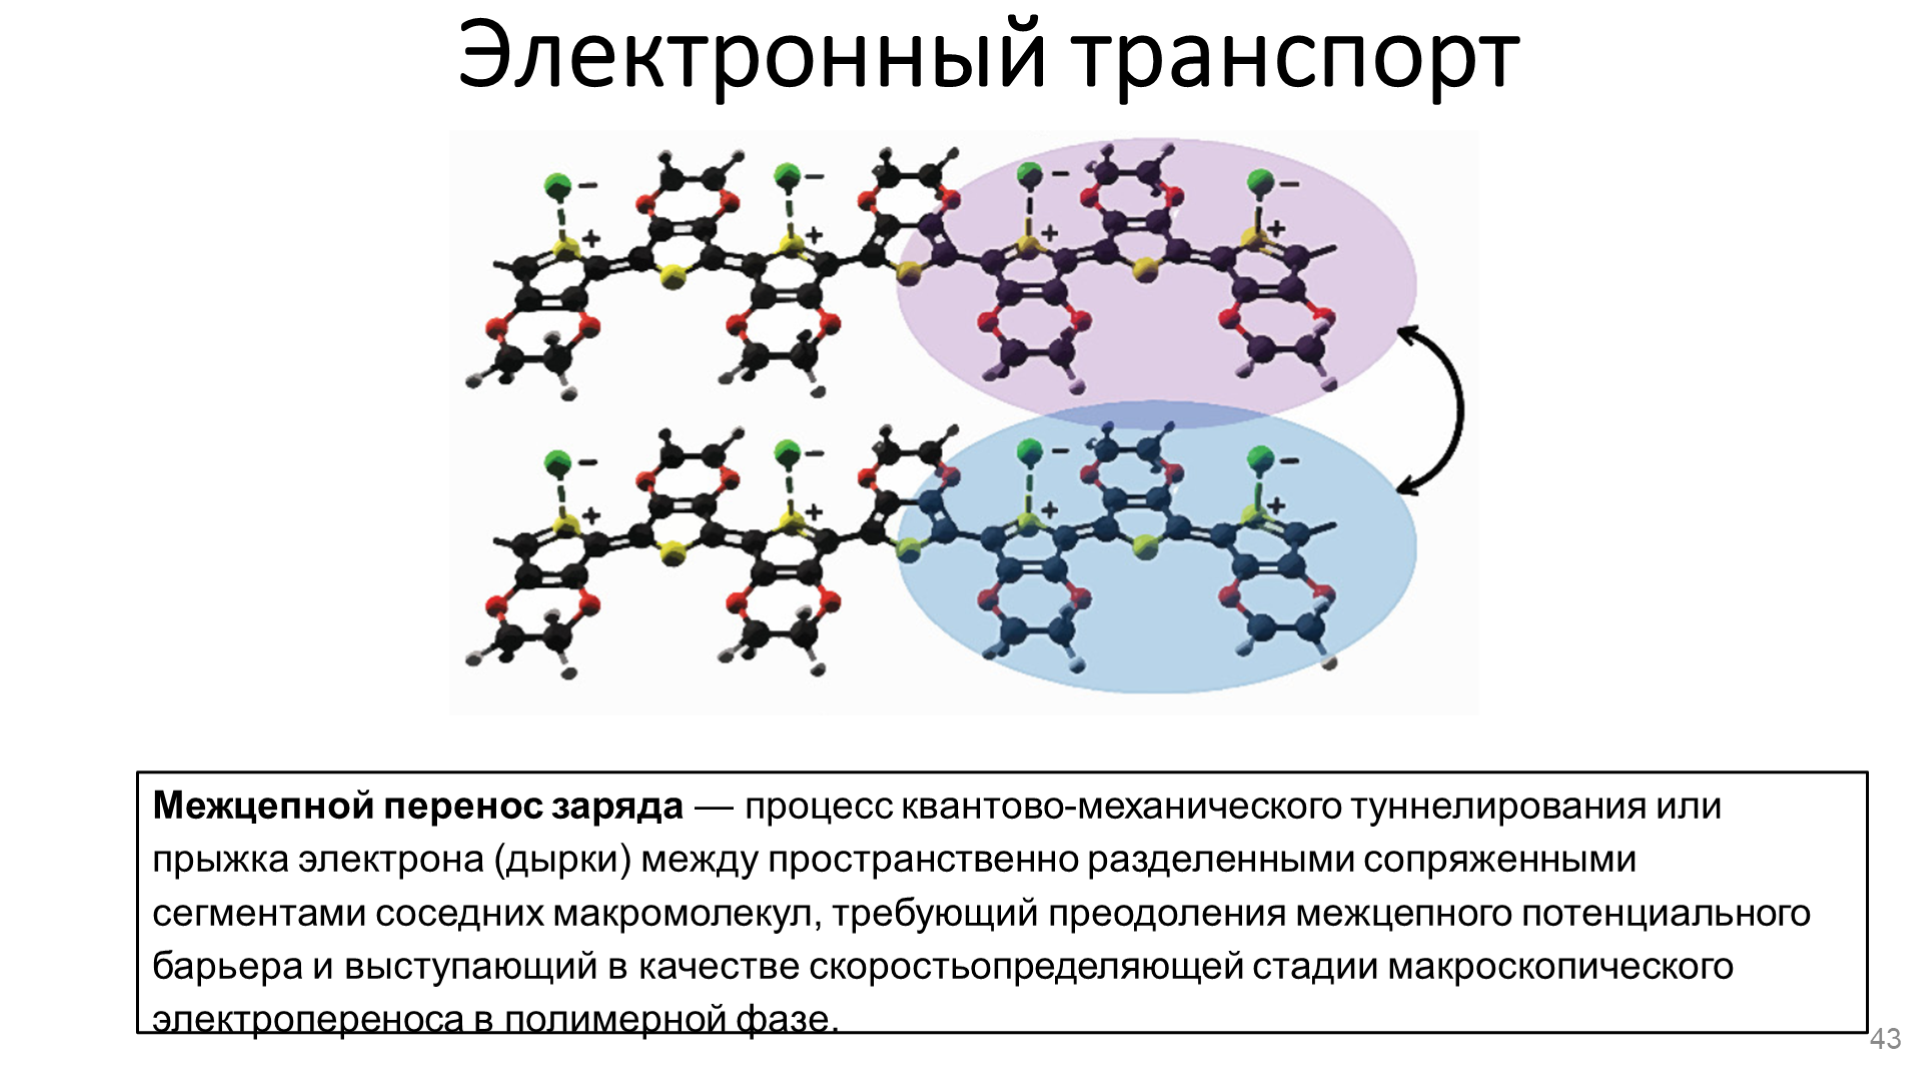 Электронный транспорт
Межцепной перенос заряда — процесс квантово-механического туннелирования или
прыжка электрона (дырки) между пространственно разделенными сопряженными
сегментами соседних макромолекул, требующий преодоления межцепного потенциального
барьера и выступающий в качестве скоростьопределяющей стадии макроскопического
электропереноса в полимерной фазе.
43